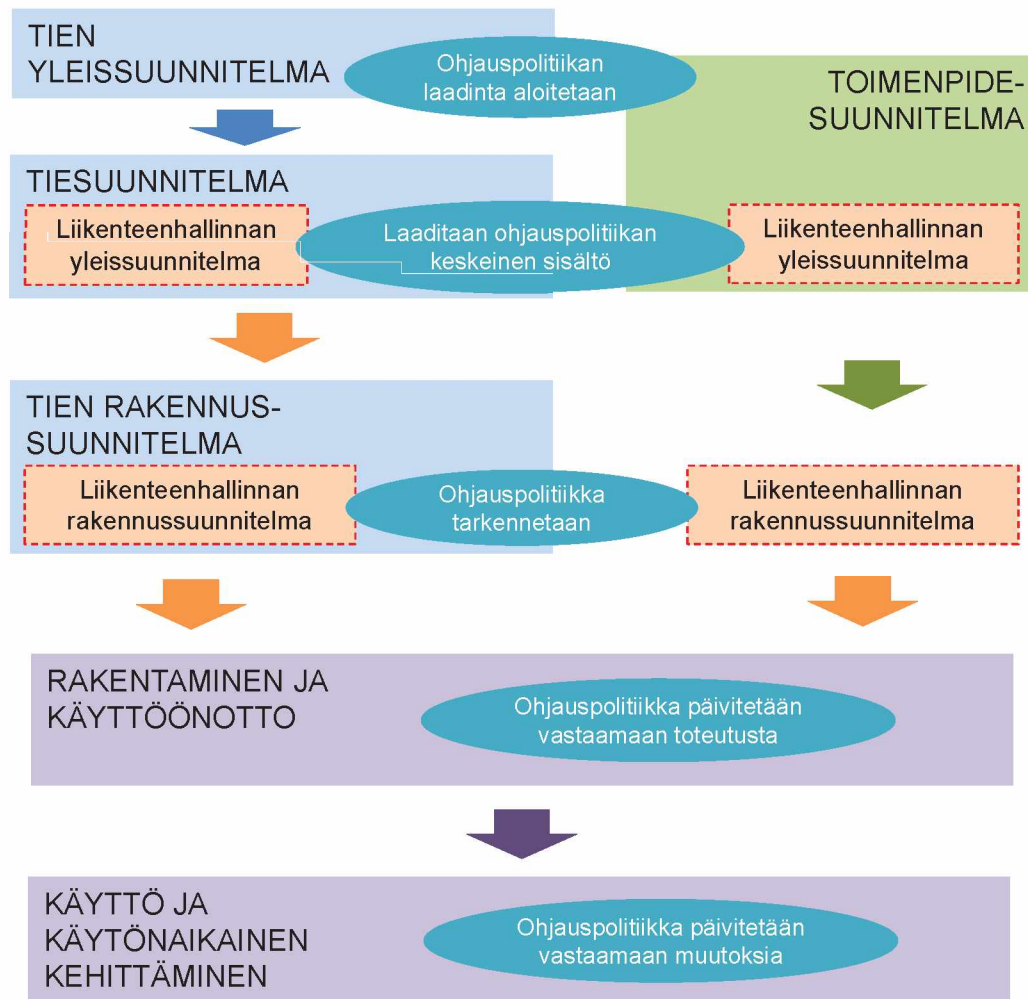 TIEN
YLEISSUUNNITELMA
Ohjauspolitiikan
laadinta aloitetaan
TOIMENPIDE-
SUUNNITELMA
TIESUUNNITELMA
Liikenteenhallinnan
yleissuunnitelma
Laaditaan ohjauspolitiikan
keskeinen sisältö
Liikenteenhallinnan
yleissuunnitelma
TIEN RAKENNUS-
SUUNNITELMA
Liikenteenhallinnan
rakennussuunnitelma
Ohjauspolitiikka
tarkennetaan
Liikenteenhallinnan
rakennussuunnitelma
RAKENTAMINEN JA
KÄYTTÖÖNOTTO
Ohjauspolitiikka päivitetään
vastaamaan toteutusta
KÄYTTÖ JA
KÄYTÖNAIKAINEN
KEHITTÄMINEN
Ohjauspolitiikka päivitetään
vastaamaan muutoksia